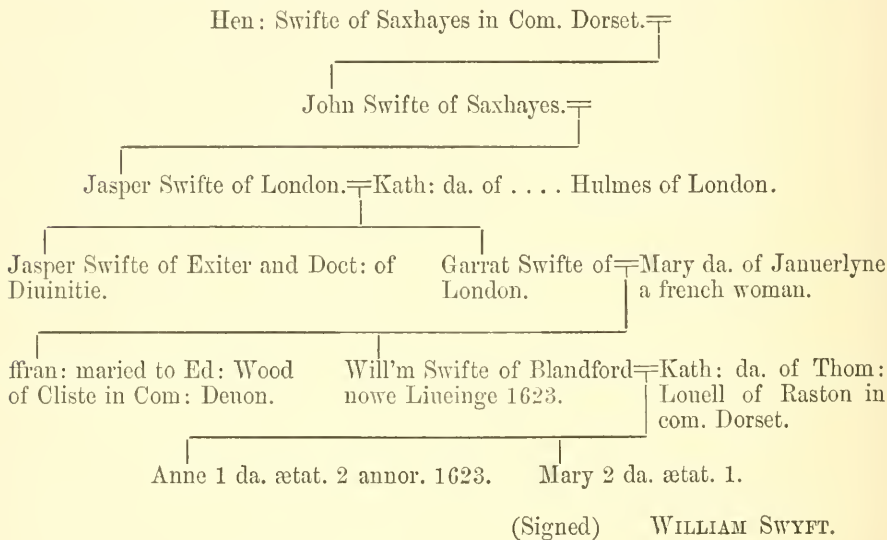 Hen: Swifte of Saxhayes in Com. Dorset.
John Swifte of Saxhayes.
Jasper Swifte of London. Kath: da. of . . . . Hulmes of London.
Jasper Swifte of Exiter and Doct: of
Diuinitie.
Garrat Swifte of
London.
Mary da. of Januerlyne
a french woman.
ffran: maried to Ed: Wood
of Cliste in Com: Deuon.
Will'm Swifte of Blandford
nowe Liueinge 1623.
Kath: da. of Thom:
Louell of Raston in
com. Dorset.
Anne 1 da. ætat. 2 annor. 1623. Mary 2 da. ætat. 1.
(Signed) WILLIAM SWYFT.